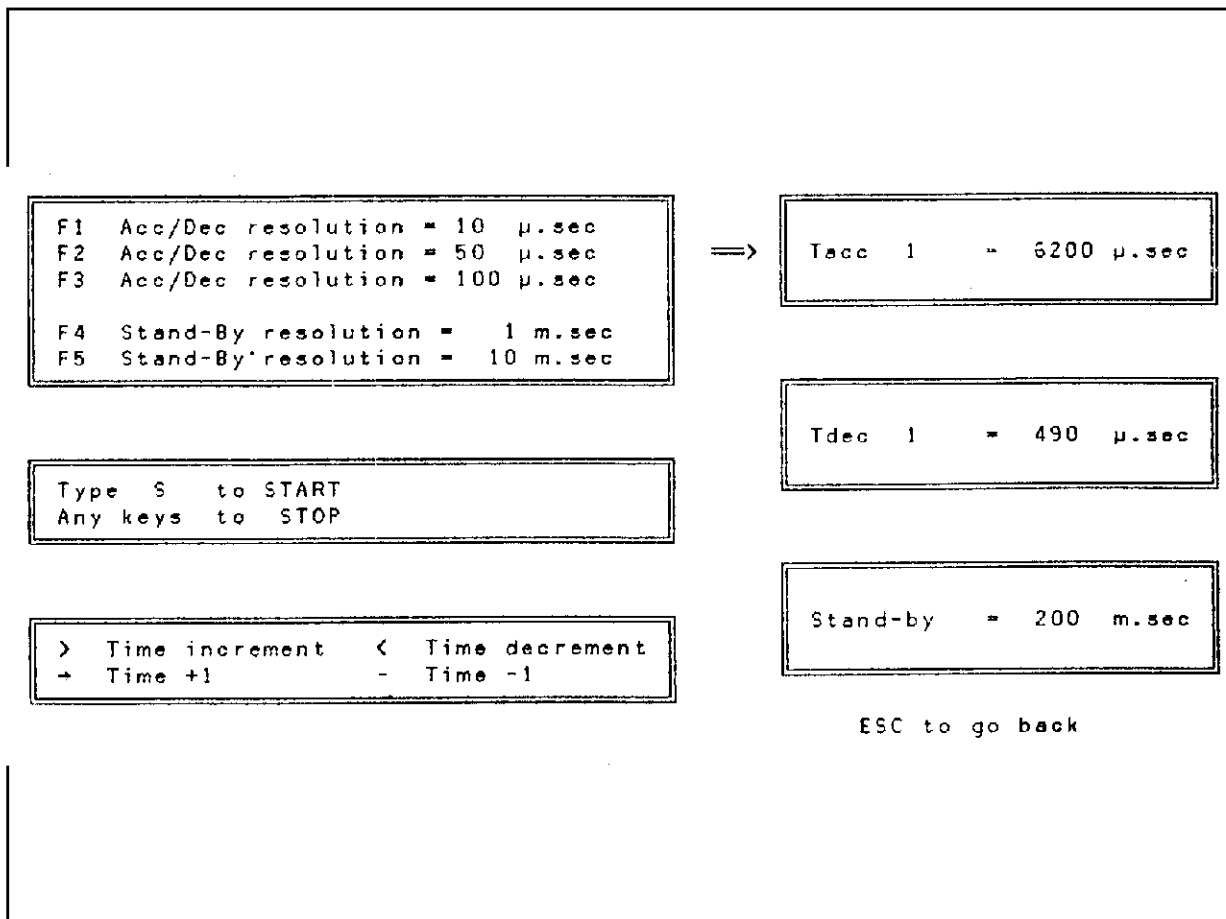 F1 Acc/Dec resolution = 10 µ.sec
F2 Acc/Dec resolution = 50 µ.sec
F3 Acc/Dec resolution = 100 µ.sec
F4 Stand-By resolution = 1 m.sec
F5 Stand-By resolution = 10 m.sec
Type S to START
Any keys to STOP
> Time increment < Time decrement
+ Time +1 - Time -1
==> Tacc 1 = 6200 µ.sec
Tdec 1 = 490 µ.sec
Stand-by = 200 m.sec
ESC to go back